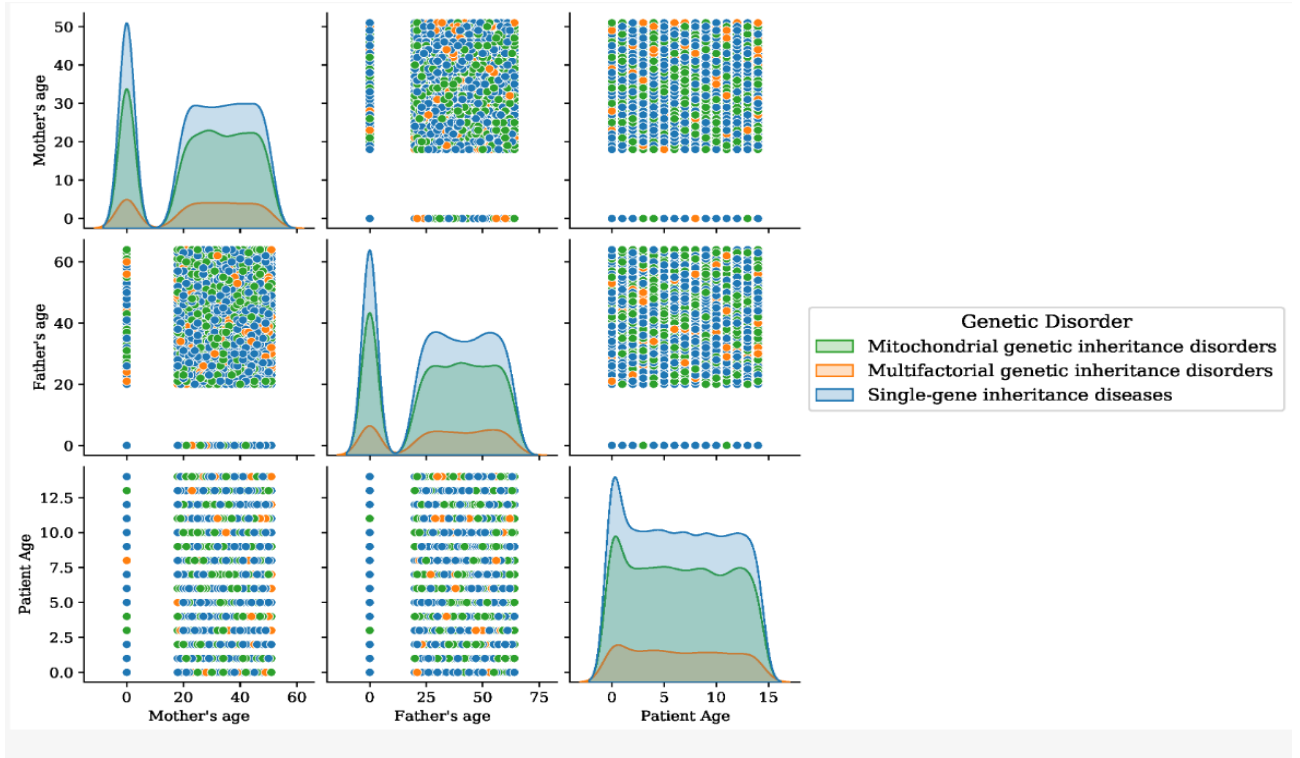 50
40
30
20
10
0
Mother's age
60
40
20
0
Father's age
12.5
10.0
7.5
5.0
2.5
0.0
Patient Age
0 20 40 60
Mother's age
0 25 50 75
Father's age
0 5 10 15
Patient Age
Genetic Disorder
Mitochondrial genetic inheritance disorders
Multifactorial genetic inheritance disorders
Single-gene inheritance diseases